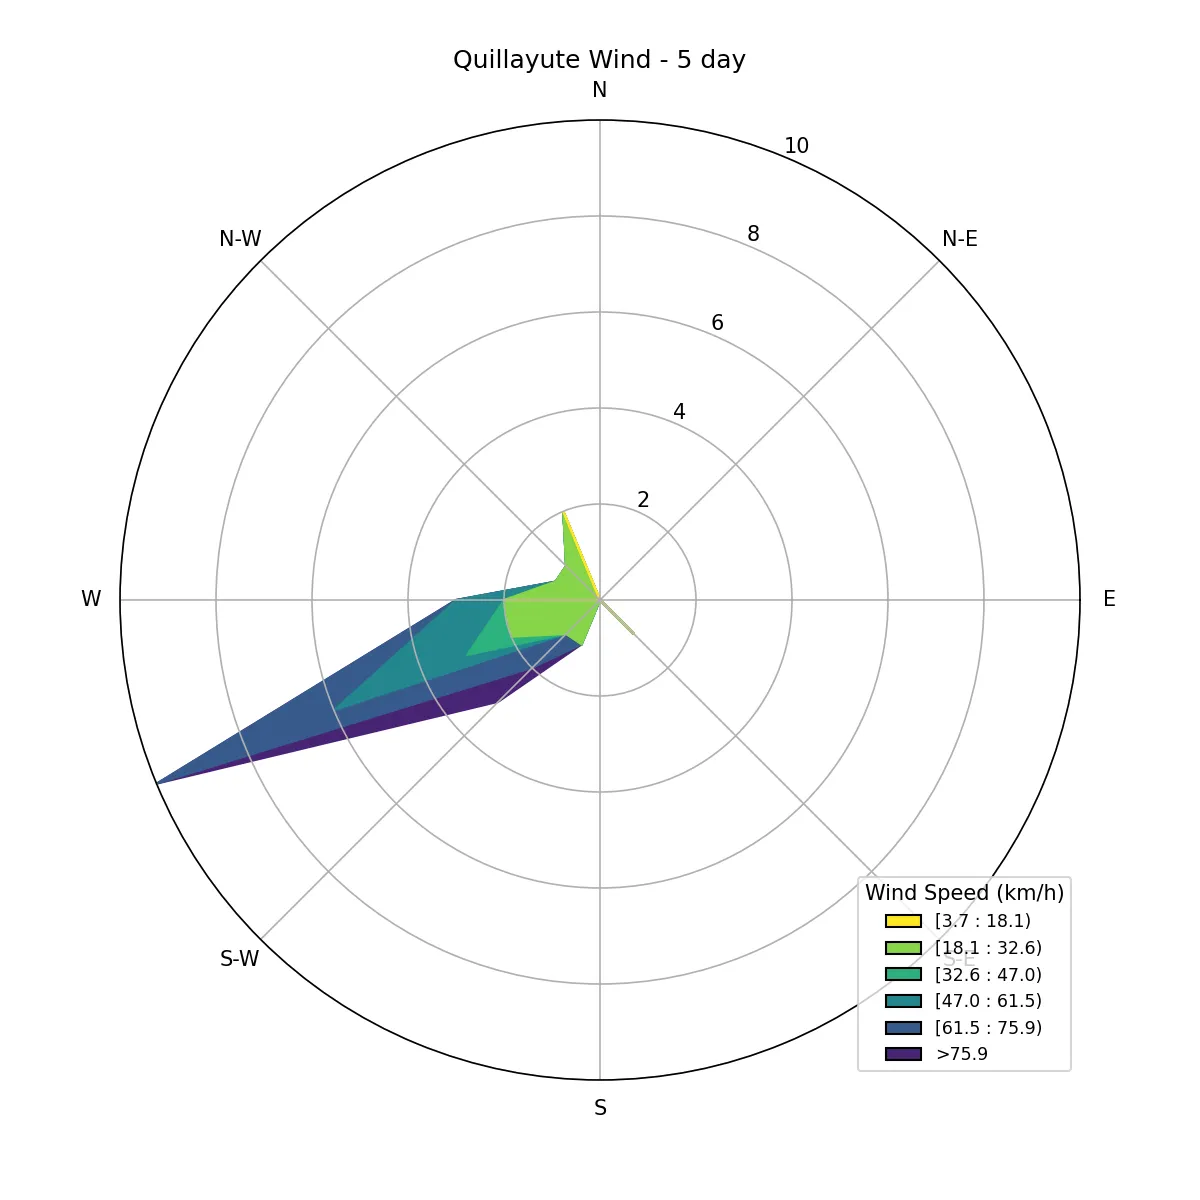 Quillayute Wind - 5 day
N
10
N-W
N-E
8
6
4
2
W
E
Wind Speed (km/h)
[3.7 : 18.1)
[18.1 : 32.6)
S-W
S-E
[32.6 : 47.0)
[47.0 : 61.5)
[61.5 : 75.9)
>75.9
S